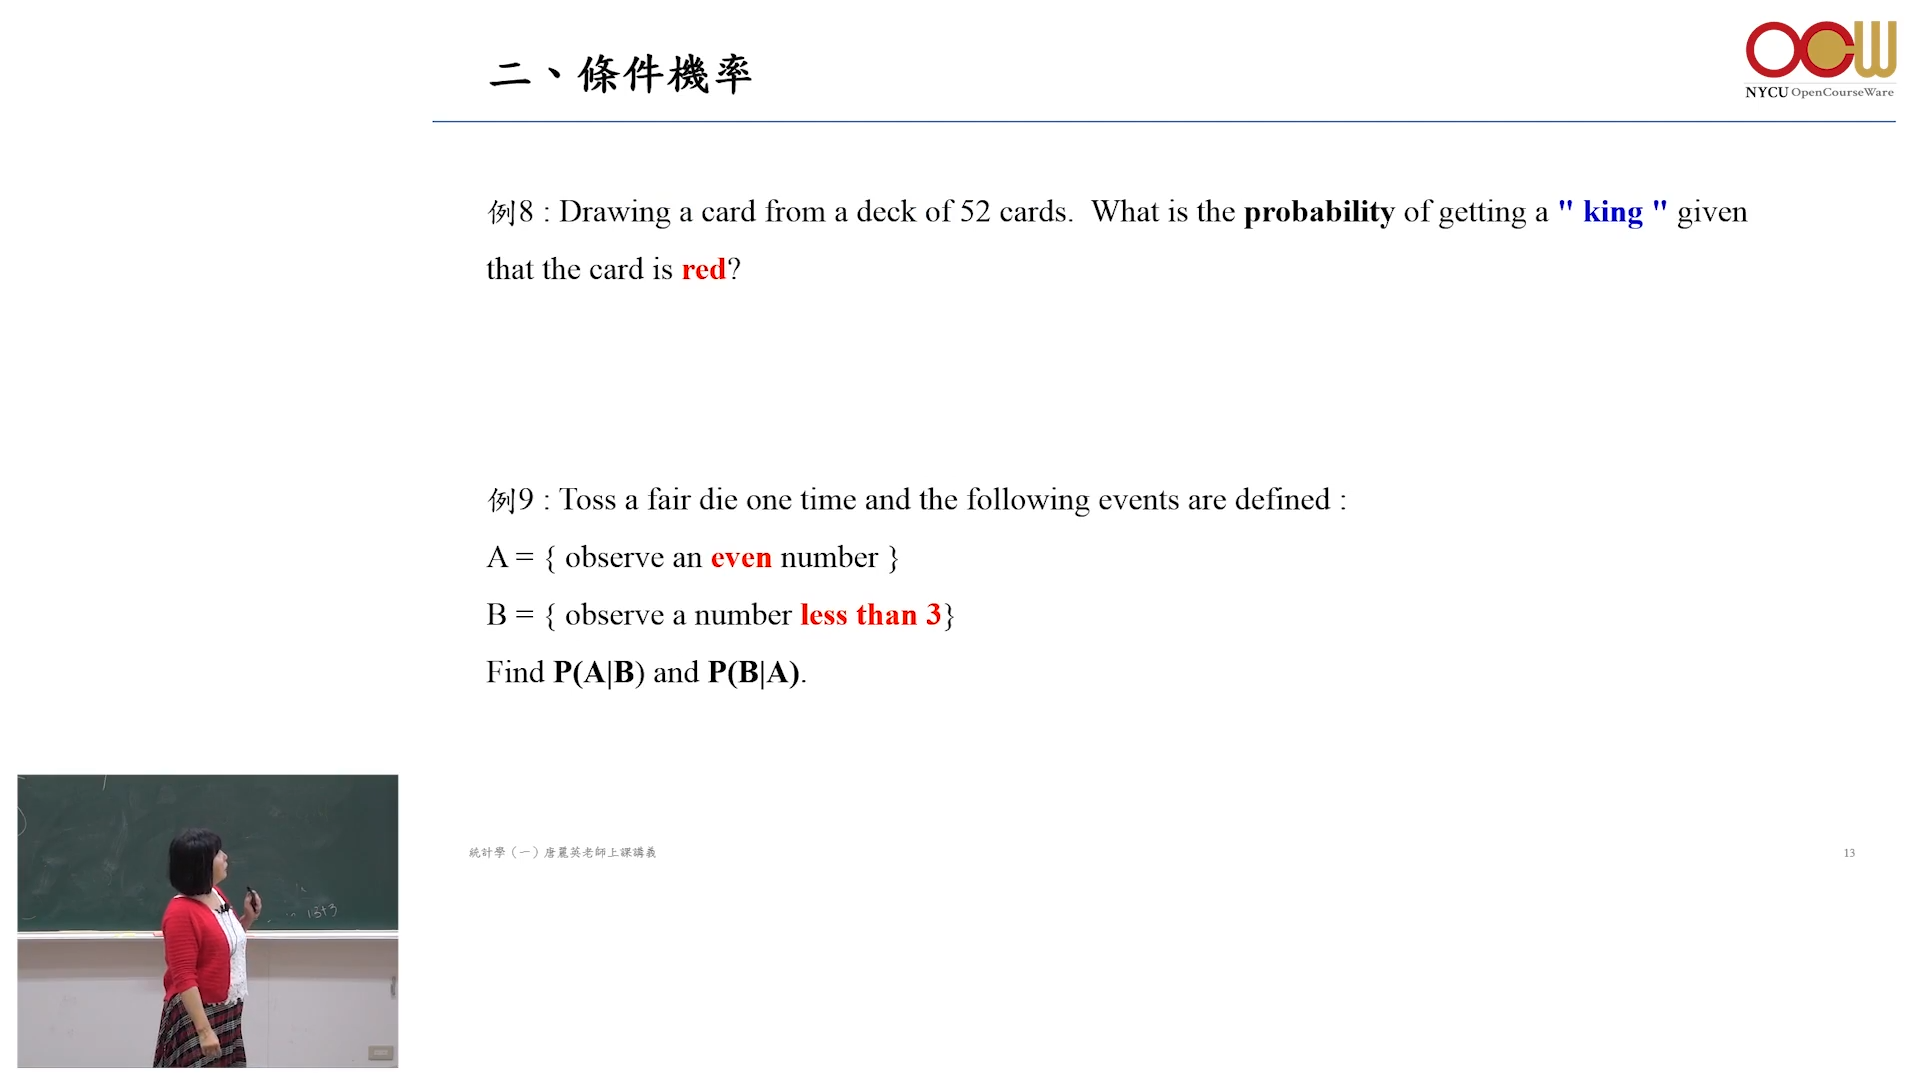 二、條件機率
OCW
NYCU OpenCourseWare
例8 : Drawing a card from a deck of 52 cards. What is the probability of getting a " king " given
that the card is red?
例9 : Toss a fair die one time and the following events are defined :
A = { observe an even number }
B = { observe a number less than 3}
Find P(A|B) and P(B|A).
13+3
統計學（一）唐麗英老師上課講義
13